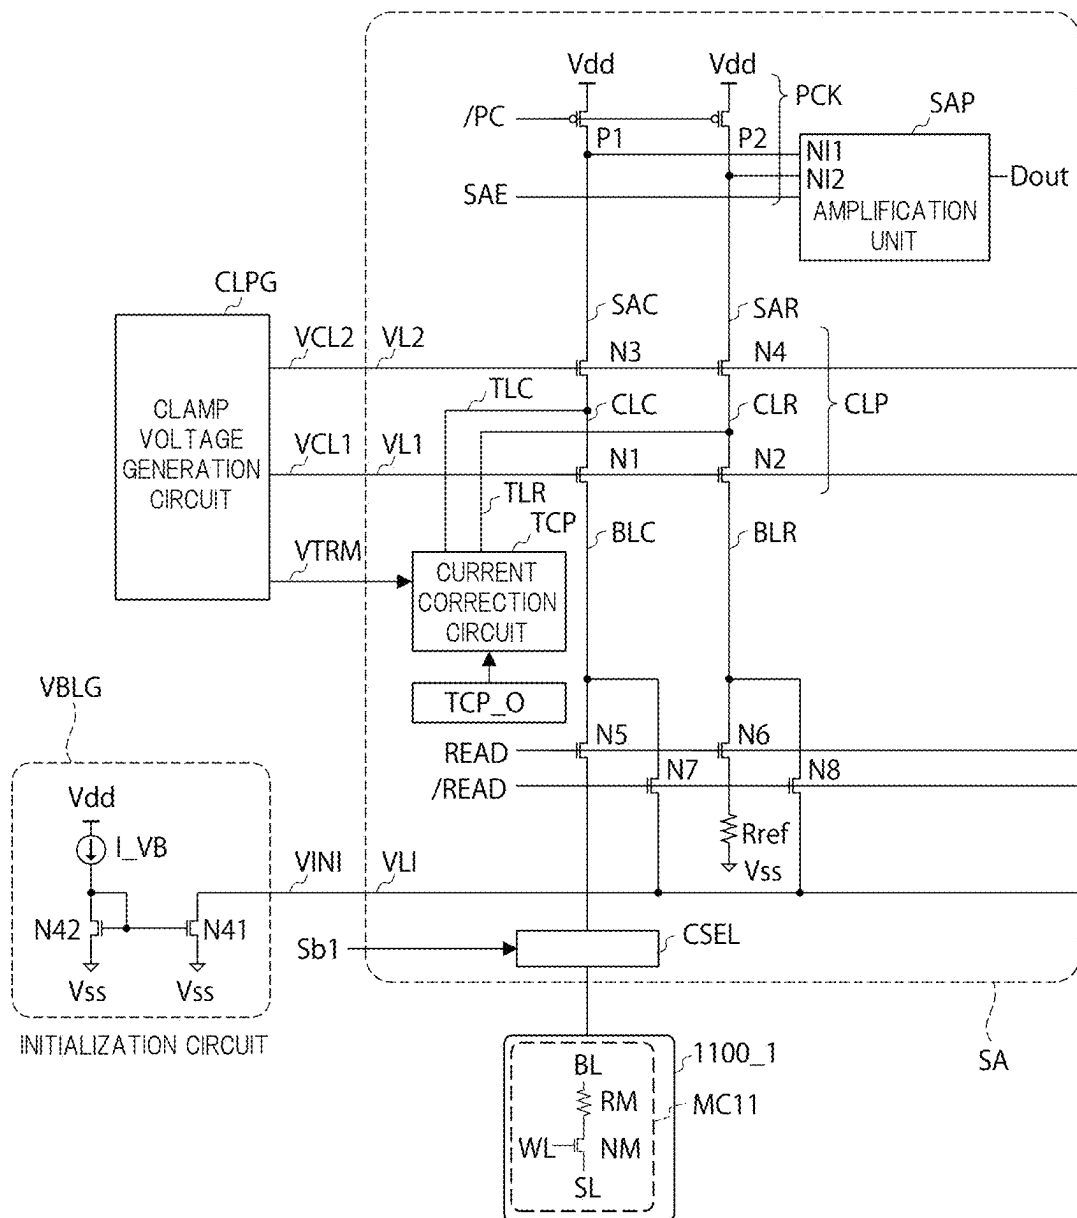 Vdd
Vdd
PCK
SAP
/PC
P1
P2
NI1
NI2
Dout
SAE
AMPLIFICATION
UNIT
CLPG
SAC
SAR
VCL2
VL2
N3
N4
TLC
CLC
CLR
CLP
CLAMP
VOLTAGE
GENERATION
CIRCUIT
VCL1
VL1
N1
N2
TLR
TCP
BLC
BLR
VTRM
CURRENT
CORRECTION
CIRCUIT
VBLG
TCP_O
READ
N5
N6
/READ
N7
N8
Vdd
I_VB
Rref
Vss
VINI
VLI
N42
N41
Sb1
CSEL
Vss
Vss
INITIALIZATION CIRCUIT
SA
1100_1
BL
RM
MC11
WL
NM
SL